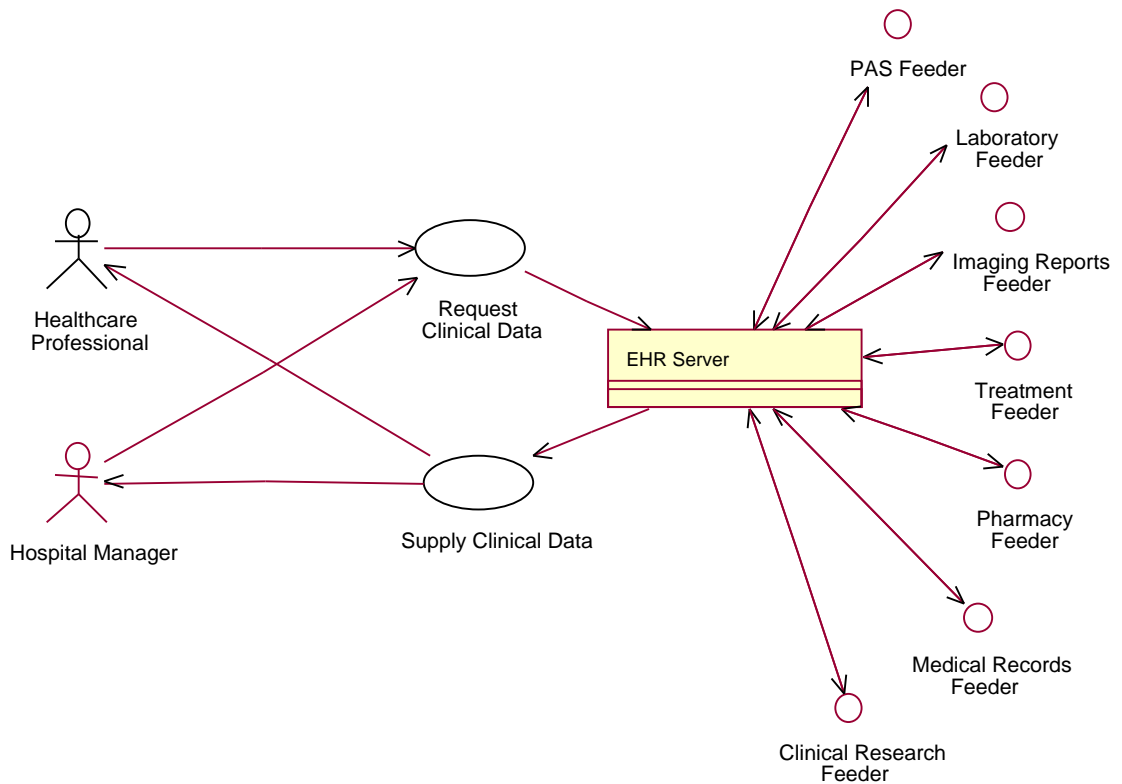 PAS Feeder
Laboratory
Feeder
Imaging Reports
Feeder
Healthcare
Professional
Request
Clinical Data
EHR Server
Treatment
Feeder
Hospital Manager
Supply Clinical Data
Pharmacy
Feeder
Medical Records
Feeder
Clinical Research
Feeder